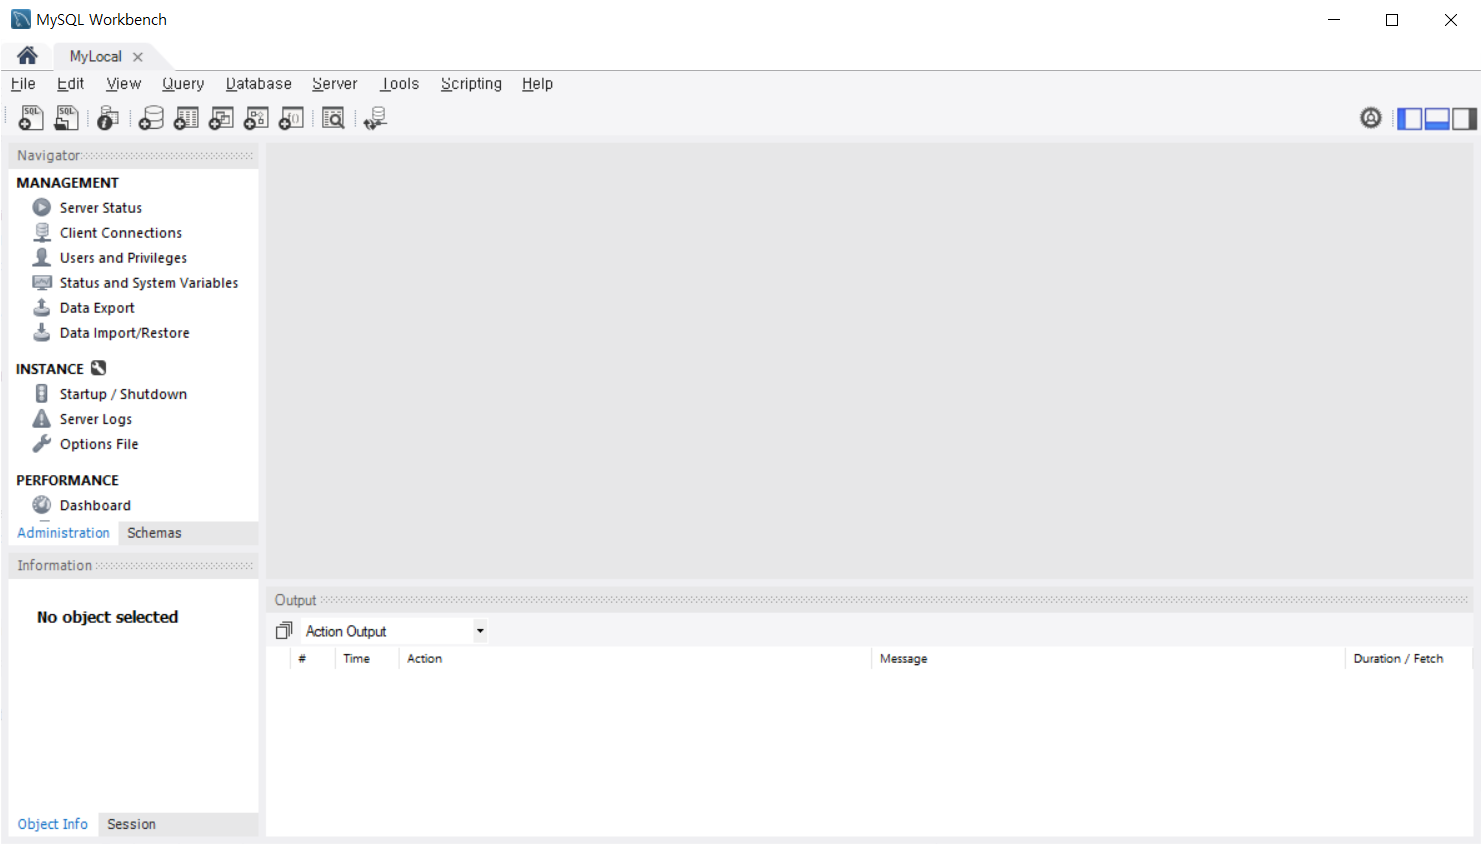 MySQL Workbench
MyLocal
File Edit View Query Database Server Tools Scripting Help
SQL SQL
Navigator
MANAGEMENT
Server Status
Client Connections
Users and Privileges
Status and System Variables
Data Export
Data Import/Restore
INSTANCE
Startup / Shutdown
Server Logs
Options File
PERFORMANCE
Dashboard
Administration Schemas
Information
No object selected
Object Info Session
Output
Action Output
# Time Action Message Duration / Fetch